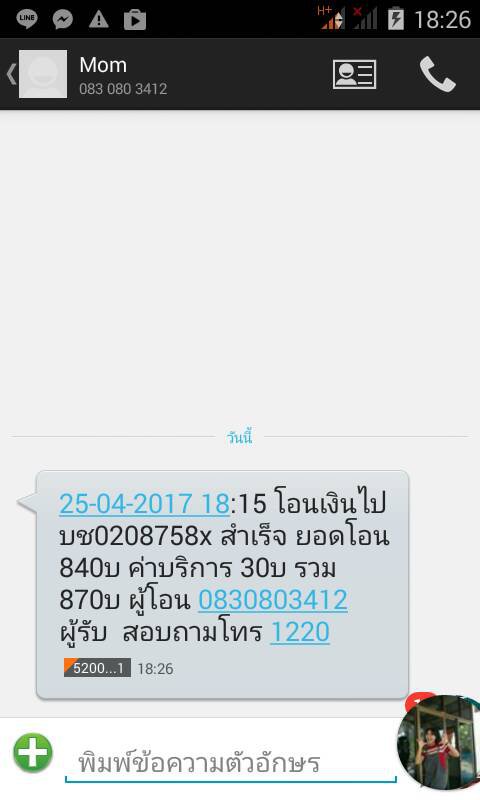 LINE
H+
18:26
Mom
083 080 3412
วันนี้
25-04-2017 18:15 โอนเงินไป
บช0208758x สำเร็จ ยอดโอน
840บ ค่าบริการ 30บ รวม
870บ ผู้โอน 0830803412
ผู้รับ  สอบถามโทร 1220
5200...1 18:26
พิมพ์ข้อความตัวอักษร